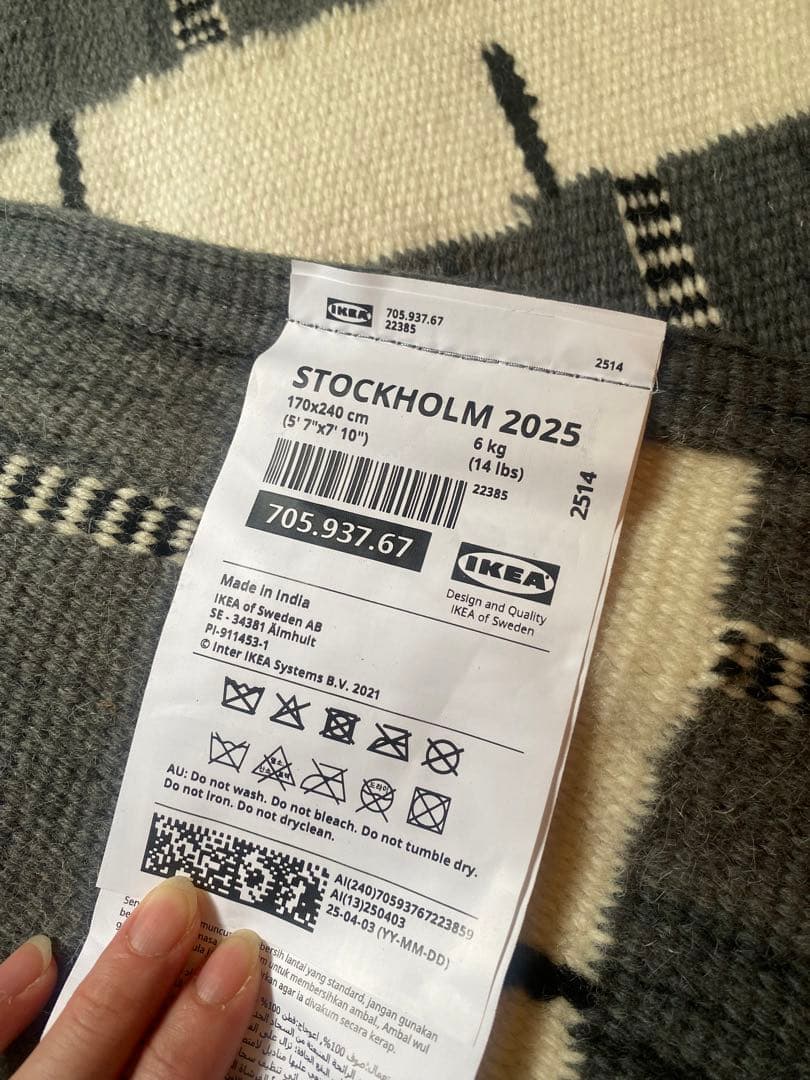 IKEA
705.937.67
22385
2514
STOCKHOLM 2025
170x240 cm
(5' 7"x7' 10")
6 kg
(14 lbs)
22385
2514
705.937.67
IKEA
Design and Quality
IKEA of Sweden
Made in India
IKEA of Sweden AB
SE - 34381 Älmhult
PI-911453-1
© Inter IKEA Systems B.V. 2021
AU: Do not wash. Do not bleach. Do not tumble dry.
Do not iron. Do not dryclean.
AI(240)70593767223859
AI(13)250403
25-04-03 (YY-MM-DD)
bersih lantai yang standard, jangan gunakan
untuk membersihkan ambal., Ambal wul
agar ia divakum secara kerap.